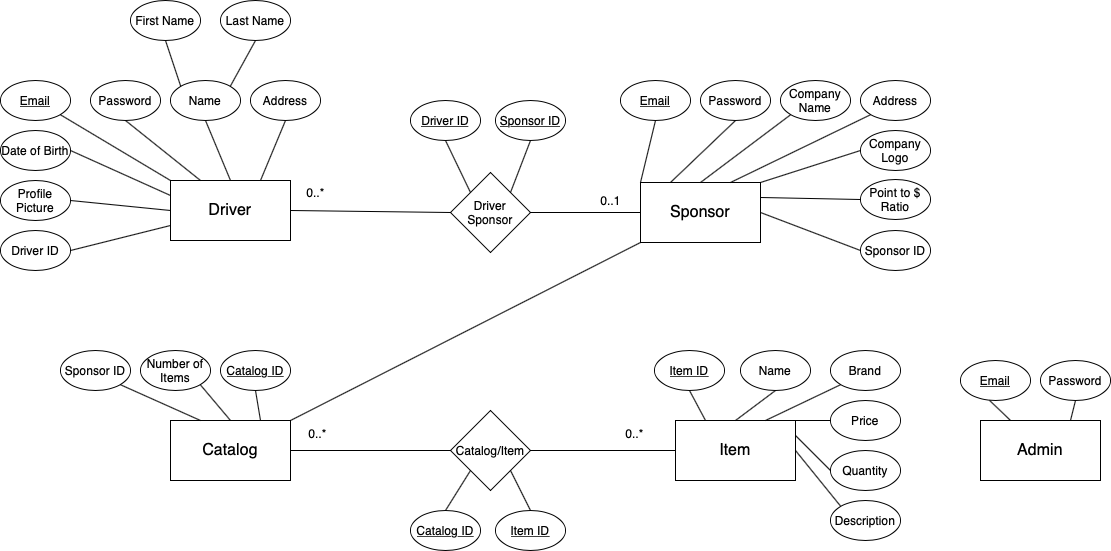 First Name
Last Name
Email
Password
Name
Address
Date of Birth
Profile
Picture
Driver ID
Driver
0..*
Driver ID
Sponsor ID
Driver
Sponsor
0..1
Email
Password
Company
Name
Address
Company
Logo
Point to $
Ratio
Sponsor ID
Sponsor
Sponsor ID
Number of
Items
Catalog ID
Catalog
0..*
Catalog/Item
0..*
Catalog ID
Item ID
Item ID
Name
Brand
Price
Quantity
Description
Item
Email
Password
Admin